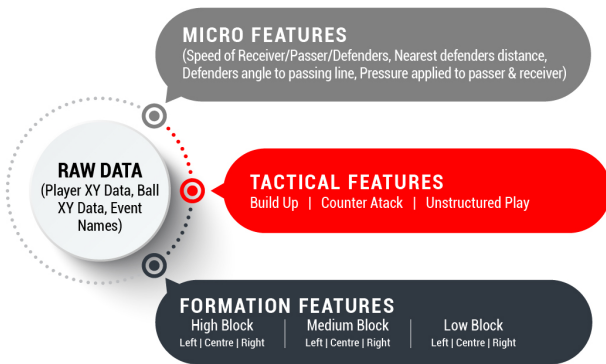 MICRO FEATURES
(Speed of Receiver/Passer/Defenders, Nearest defenders distance,
Defenders angle to passing line, Pressure applied to passer & receiver)
RAW DATA
(Player XY Data, Ball
XY Data, Event
Names)
TACTICAL FEATURES
Build Up | Counter Atack | Unstructured Play
FORMATION FEATURES
High Block | Medium Block | Low Block
Left | Centre | Right Left | Centre | Right Left | Centre | Right